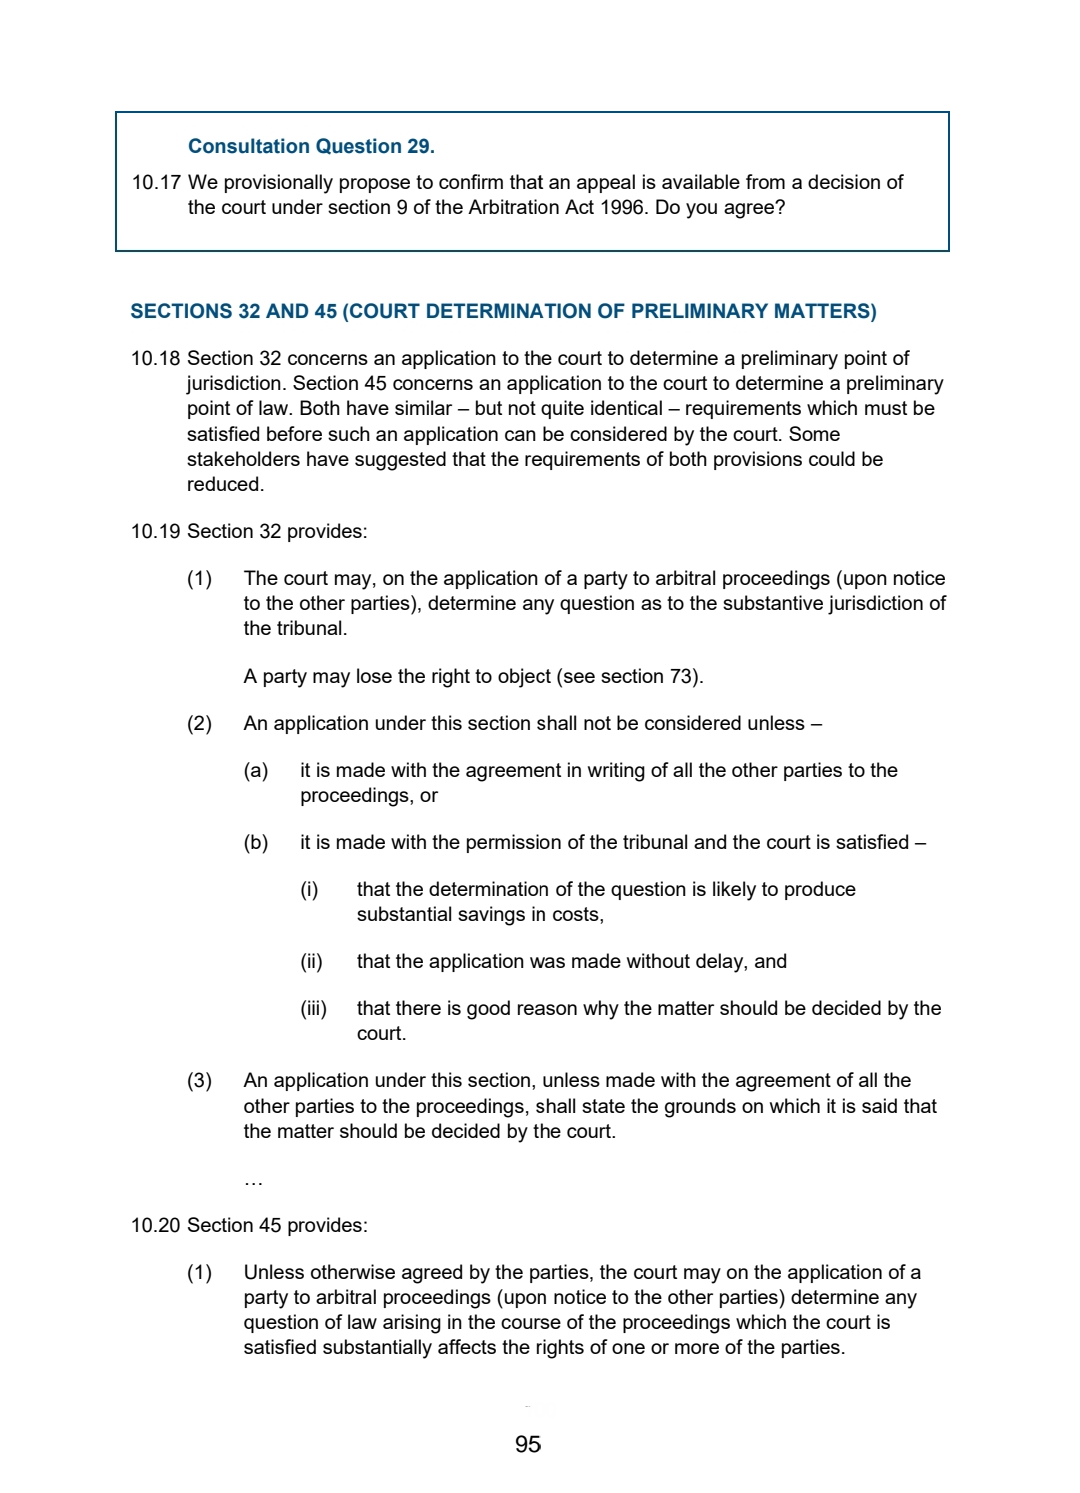 Consultation Question 29.
10.17 We provisionally propose to confirm that an appeal is available from a decision of
the court under section 9 of the Arbitration Act 1996. Do you agree?
SECTIONS 32 AND 45 (COURT DETERMINATION OF PRELIMINARY MATTERS)
10.18 Section 32 concerns an application to the court to determine a preliminary point of
jurisdiction. Section 45 concerns an application to the court to determine a preliminary
point of law. Both have similar – but not quite identical – requirements which must be
satisfied before such an application can be considered by the court. Some
stakeholders have suggested that the requirements of both provisions could be
reduced.
10.19 Section 32 provides:
(1) The court may, on the application of a party to arbitral proceedings (upon notice
to the other parties), determine any question as to the substantive jurisdiction of
the tribunal.
A party may lose the right to object (see section 73).
(2) An application under this section shall not be considered unless –
(a) it is made with the agreement in writing of all the other parties to the
proceedings, or
(b) it is made with the permission of the tribunal and the court is satisfied –
(i) that the determination of the question is likely to produce
substantial savings in costs,
(ii) that the application was made without delay, and
(iii) that there is good reason why the matter should be decided by the
court.
(3) An application under this section, unless made with the agreement of all the
other parties to the proceedings, shall state the grounds on which it is said that
the matter should be decided by the court.
…
10.20 Section 45 provides:
(1) Unless otherwise agreed by the parties, the court may on the application of a
party to arbitral proceedings (upon notice to the other parties) determine any
question of law arising in the course of the proceedings which the court is
satisfied substantially affects the rights of one or more of the parties.
95